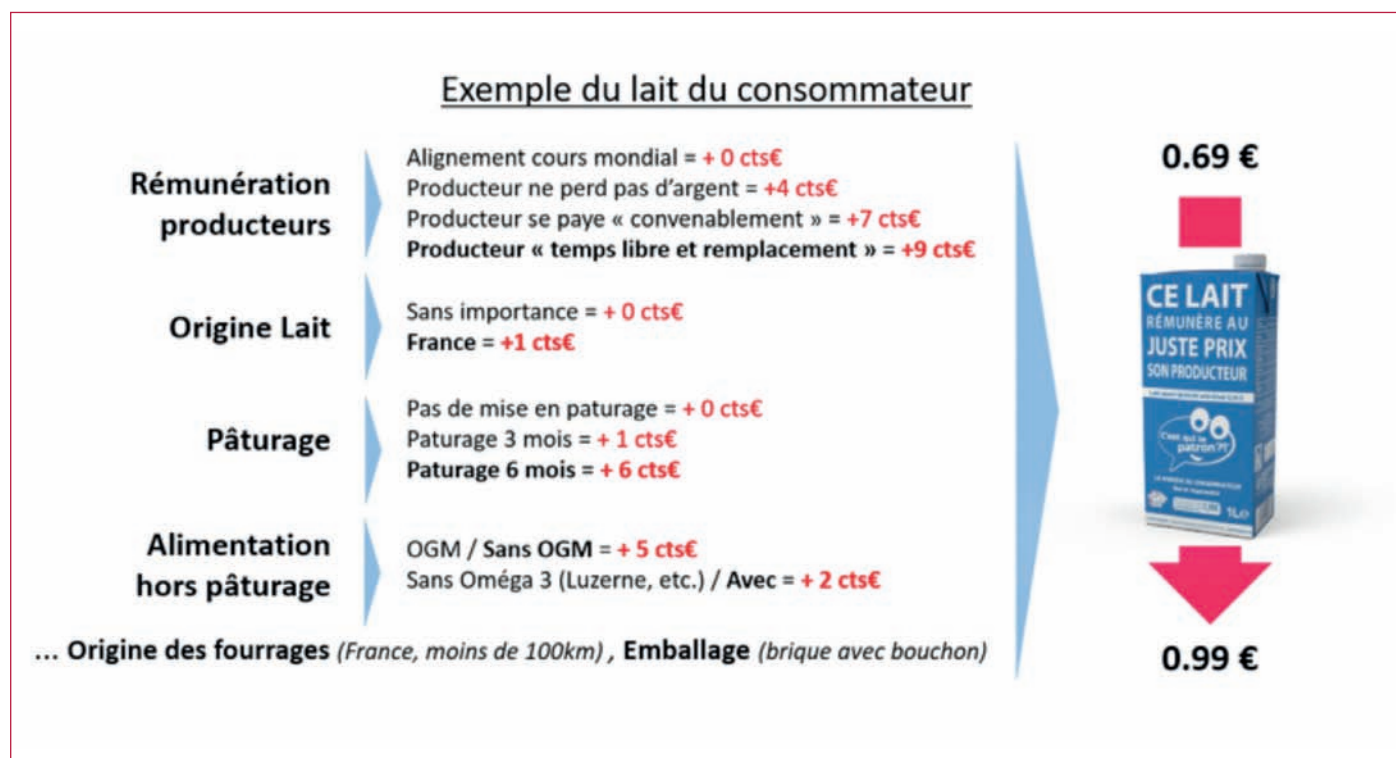 Exemple du lait du consommateur
Rémunération
producteurs
Alignement cours mondial = + 0 cts€
Producteur ne perd pas d'argent = +4 cts€
Producteur se paye « convenablement » = +7 cts€
Producteur « temps libre et remplacement » = +9 cts€
Origine Lait
Sans importance = + 0 cts€
France = +1 cts€
Pâturage
Pas de mise en paturage = + 0 cts€
Paturage 3 mois = + 1 cts€
Paturage 6 mois = + 6 cts€
Alimentation
hors pâturage
OGM / Sans OGM = + 5 cts€
Sans Oméga 3 (Luzerne, etc.) / Avec = + 2 cts€
... Origine des fourrages (France, moins de 100km) , Emballage (brique avec bouchon)
0.69 €
CE LAIT
RÉMUNÈRE AU
JUSTE PRIX
SON PRODUCTEUR
C'est qui le
patron?!
LA MARQUE DU CONSOMMATEUR
1L℮
0.99 €